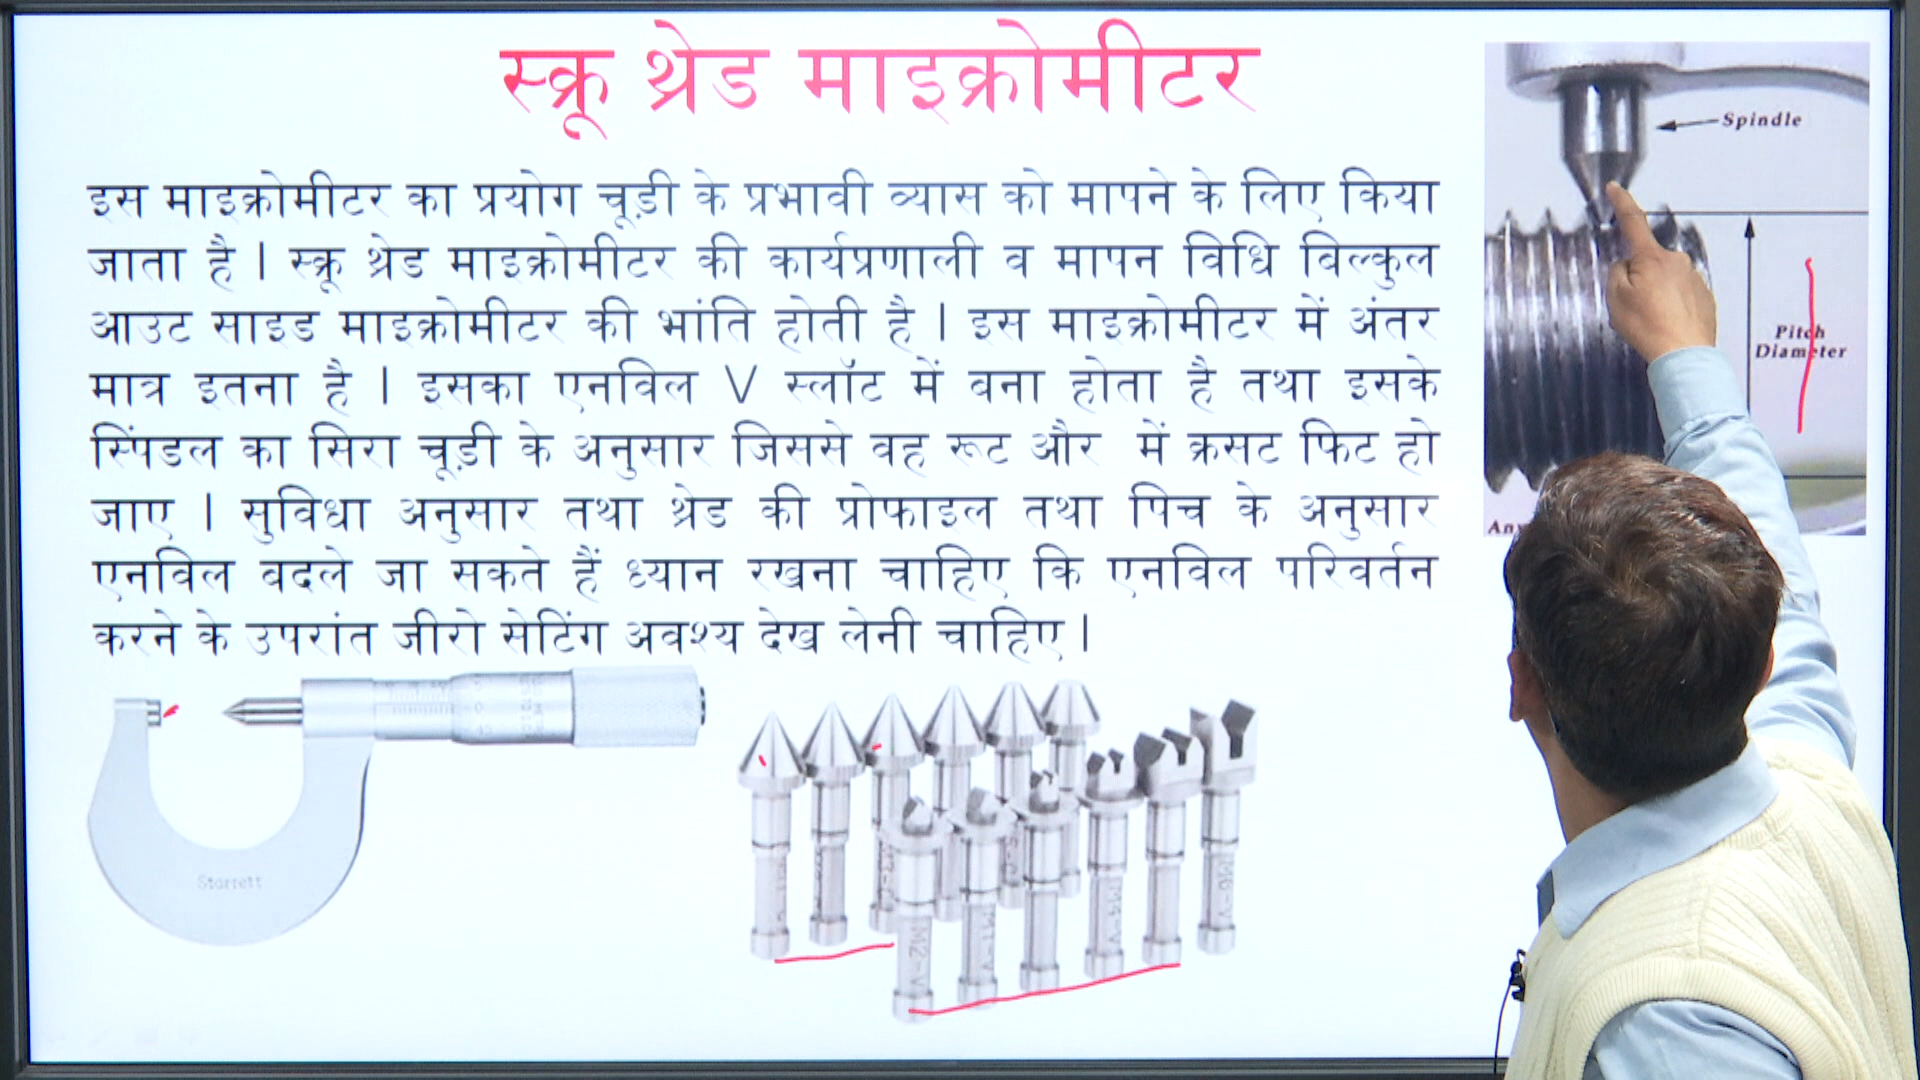 स्क्रू थ्रेड माइक्रोमीटर
इस माइक्रोमीटर का प्रयोग चूड़ी के प्रभावी व्यास को मापने के लिए किया
जाता है । स्क्रू थ्रेड माइक्रोमीटर की कार्यप्रणाली व मापन विधि बिल्कुल
आउट साइड माइक्रोमीटर की भांति होती है । इस माइक्रोमीटर में अंतर
मात्र इतना है । इसका एनविल V स्लॉट में बना होता है तथा इसके
स्पिंडल का सिरा चूड़ी के अनुसार जिससे वह रूट और में क्रसट फिट हो
जाए । सुविधा अनुसार तथा थ्रेड की प्रोफाइल तथा पिच के अनुसार
एनविल बदले जा सकते हैं ध्यान रखना चाहिए कि एनविल परिवर्तन
करने के उपरांत जीरो सेटिंग अवश्य देख लेनी चाहिए ।
Spindle
Pitch
Diameter
Starrett
M2-V